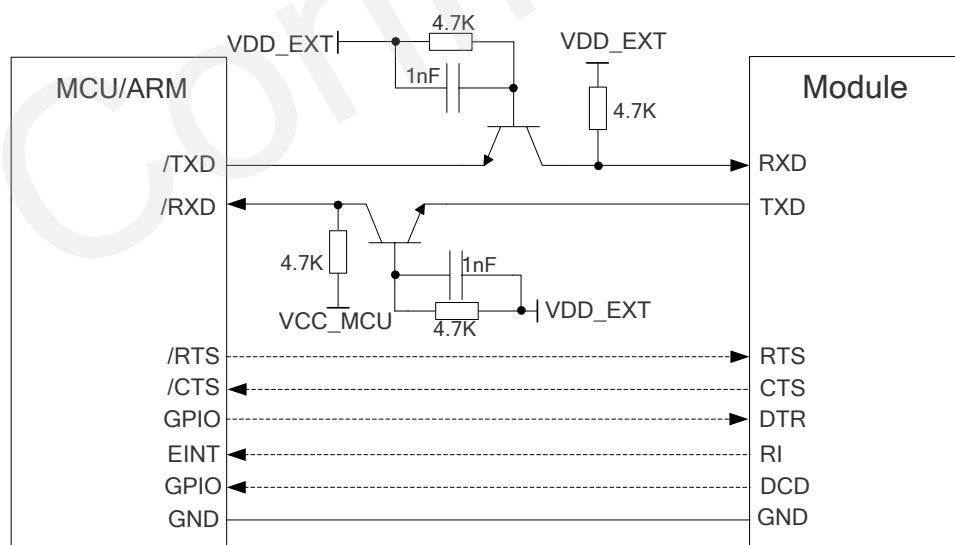 4.7K
VDD_EXT
VDD_EXT
1nF
MCU/ARM
Module
4.7K
/TXD
RXD
/RXD
TXD
4.7K
1nF
VCC_MCU
4.7K
VDD_EXT
/RTS
RTS
/CTS
CTS
GPIO
DTR
EINT
RI
GPIO
DCD
GND
GND